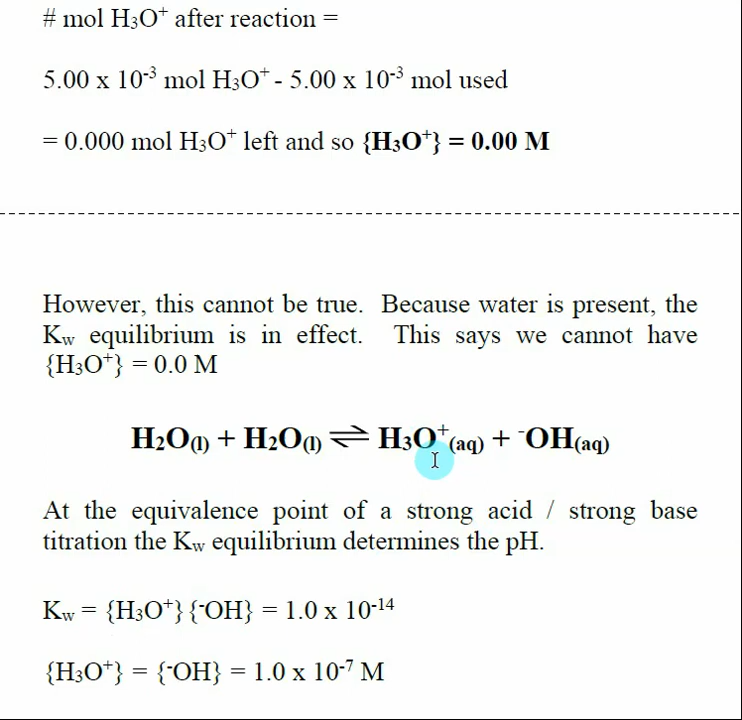 # mol H₃O⁺ after reaction =
5.00 x 10⁻³ mol H₃O⁺ - 5.00 x 10⁻³ mol used
= 0.000 mol H₃O⁺ left and so {H₃O⁺} = 0.00 M
However, this cannot be true. Because water is present, the
Kw equilibrium is in effect. This says we cannot have
{H₃O⁺} = 0.0 M
H₂O(l) + H₂O(l) ⇌ H₃O⁺(aq) + ⁻OH(aq)
At the equivalence point of a strong acid / strong base
titration the Kw equilibrium determines the pH.
Kw = {H₃O⁺}{⁻OH} = 1.0 x 10⁻¹⁴
{H₃O⁺} = {⁻OH} = 1.0 x 10⁻⁷ M